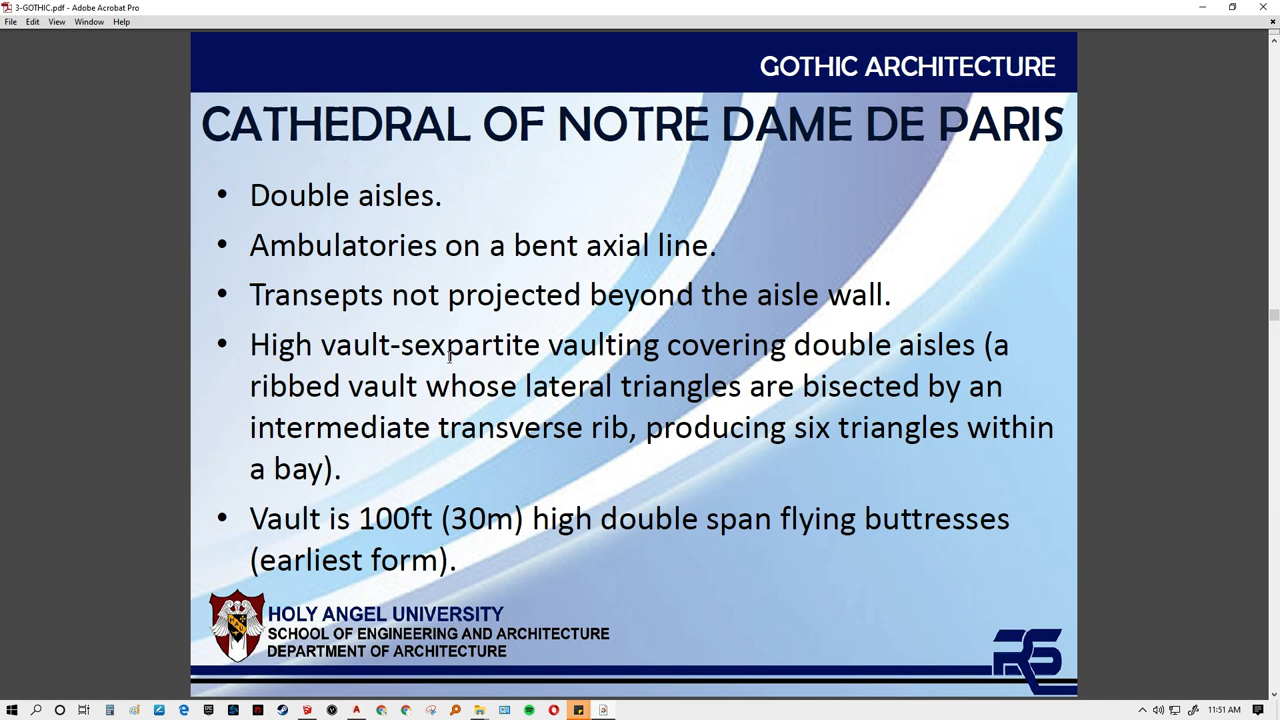 3-GOTHIC.pdf - Adobe Acrobat Pro
File Edit View Window Help
GOTHIC ARCHITECTURE
CATHEDRAL OF NOTRE DAME DE PARIS
• Double aisles.
• Ambulatories on a bent axial line.
• Transepts not projected beyond the aisle wall.
• High vault-sexpartite vaulting covering double aisles (a
ribbed vault whose lateral triangles are bisected by an
intermediate transverse rib, producing six triangles within
a bay).
• Vault is 100ft (30m) high double span flying buttresses
(earliest form).
HOLY ANGEL UNIVERSITY
SCHOOL OF ENGINEERING AND ARCHITECTURE
DEPARTMENT OF ARCHITECTURE
RS
11:51 AM